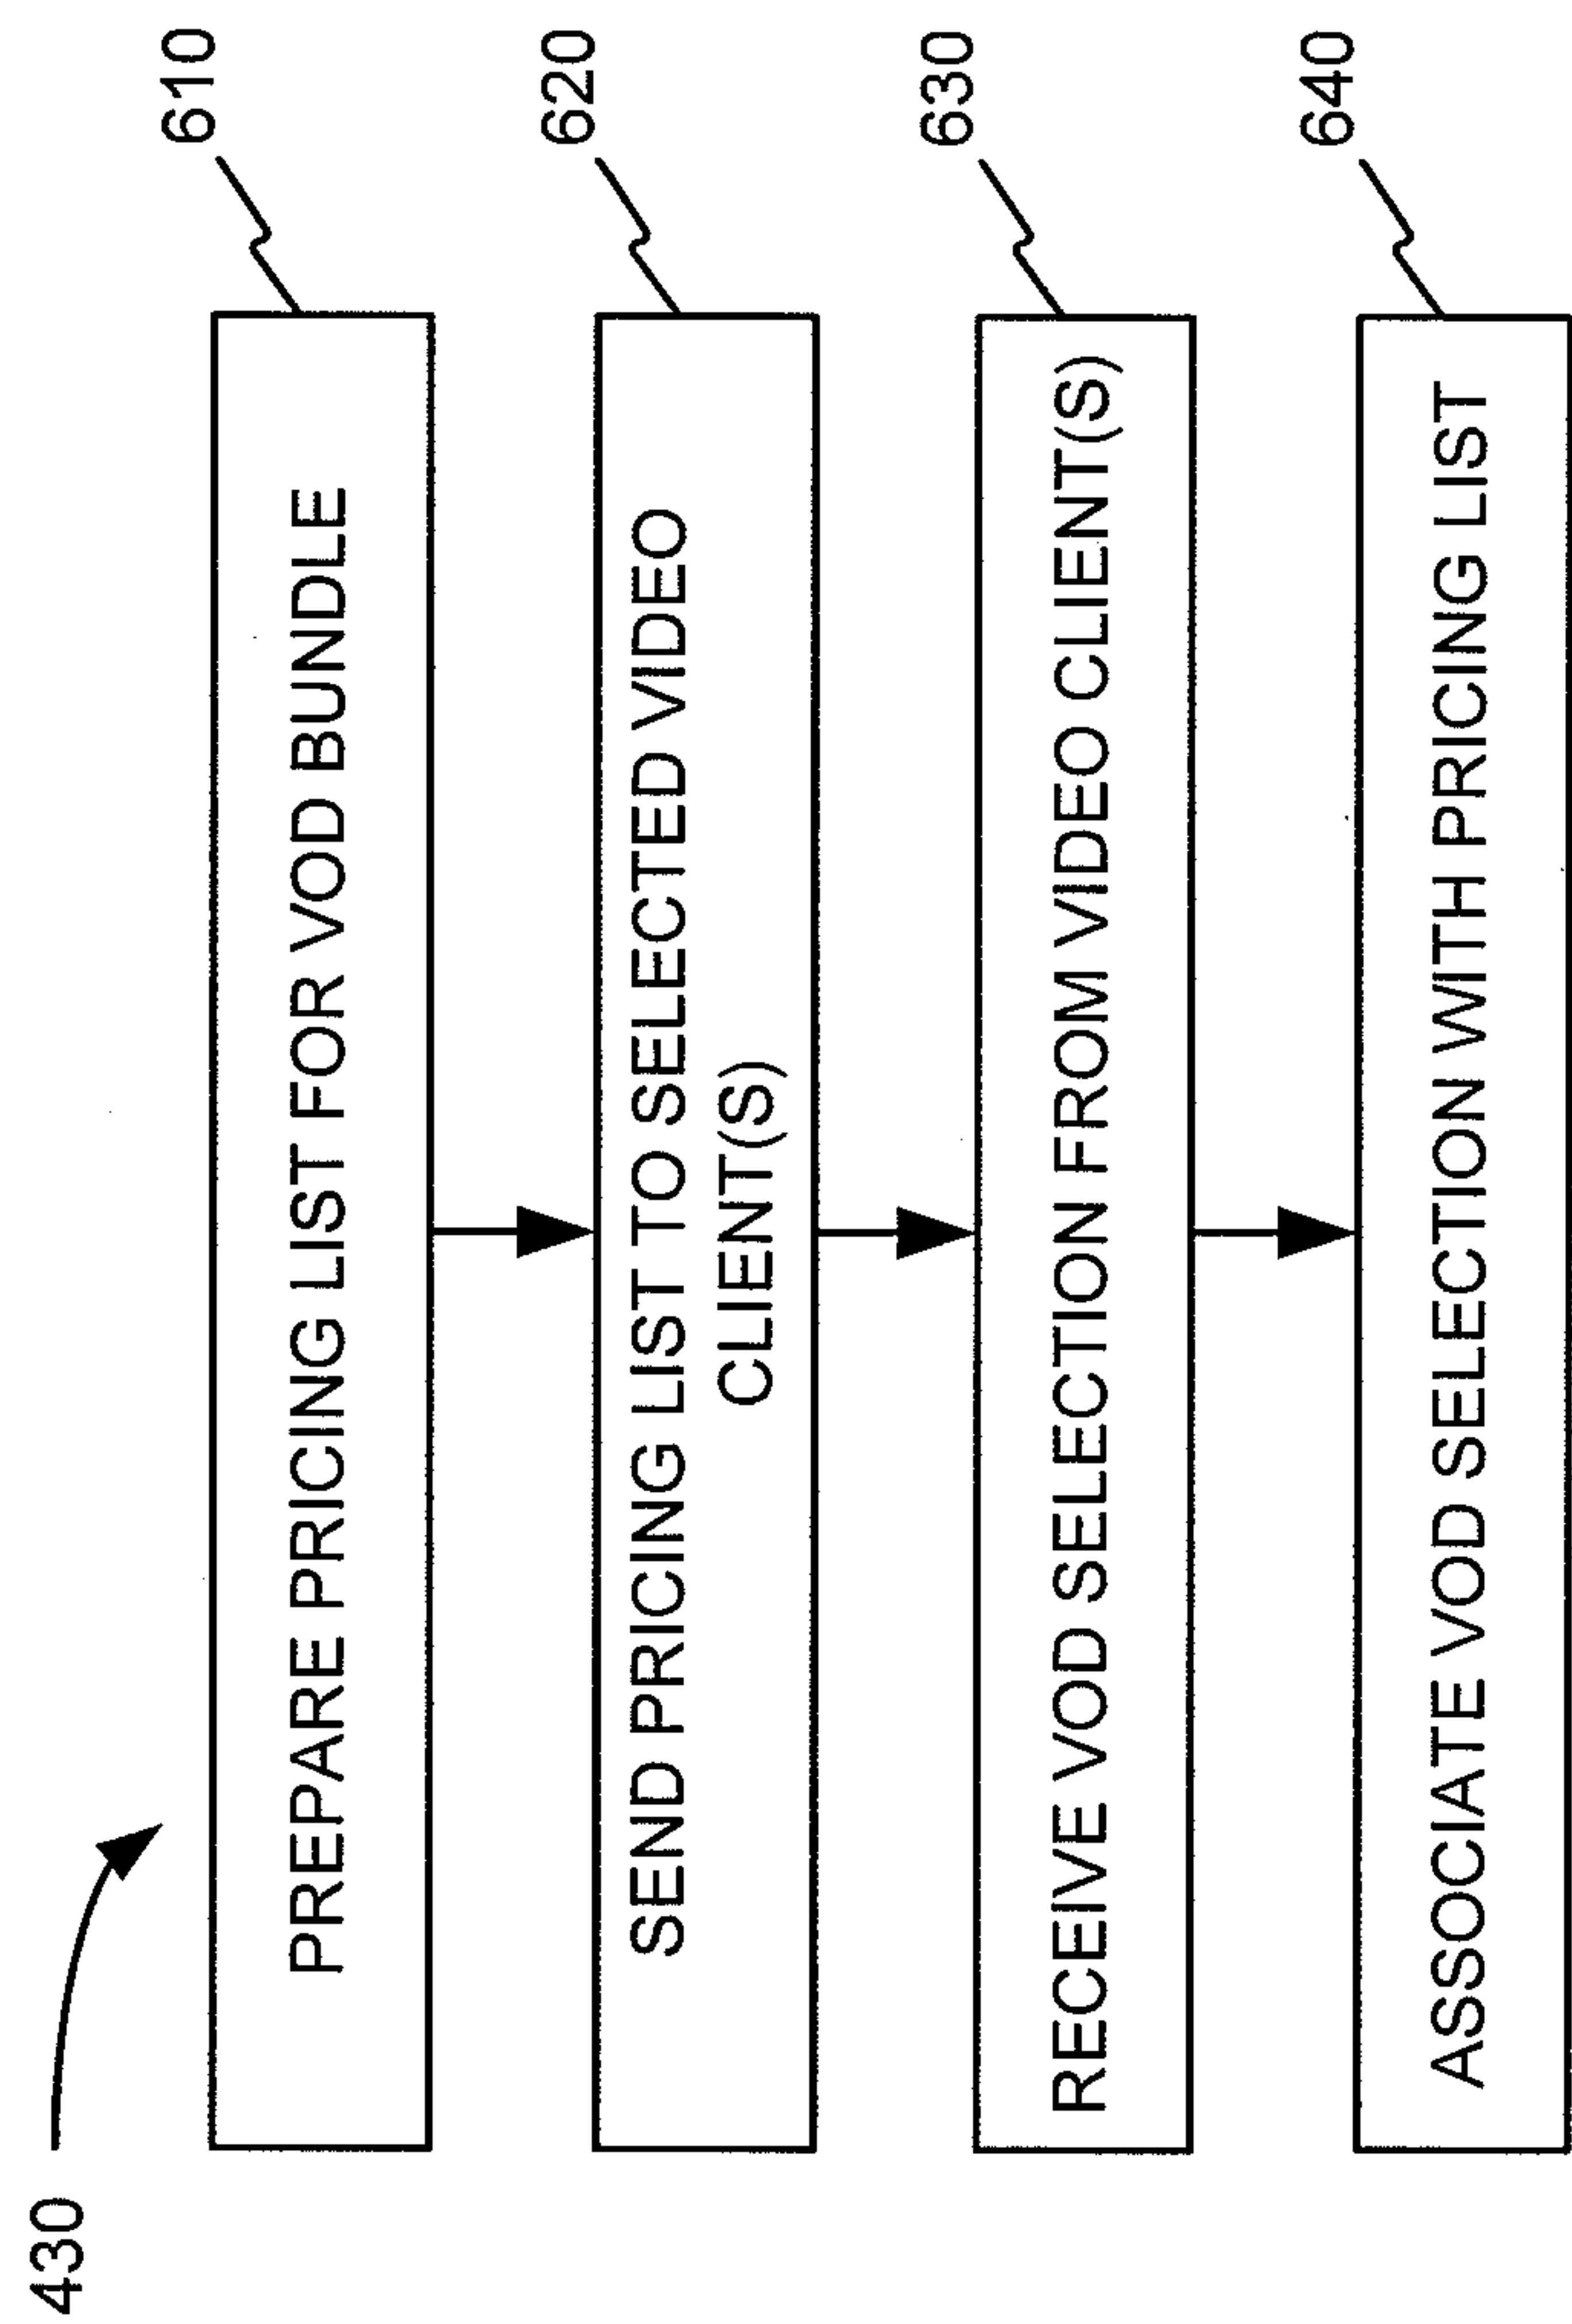 430
PREPARE PRICING LIST FOR VOD BUNDLE
610
SEND PRICING LIST TO SELECTED VIDEO
CLIENT(S)
620
RECEIVE VOD SELECTION FROM VIDEO CLIENT(S)
630
ASSOCIATE VOD SELECTION WITH PRICING LIST
640